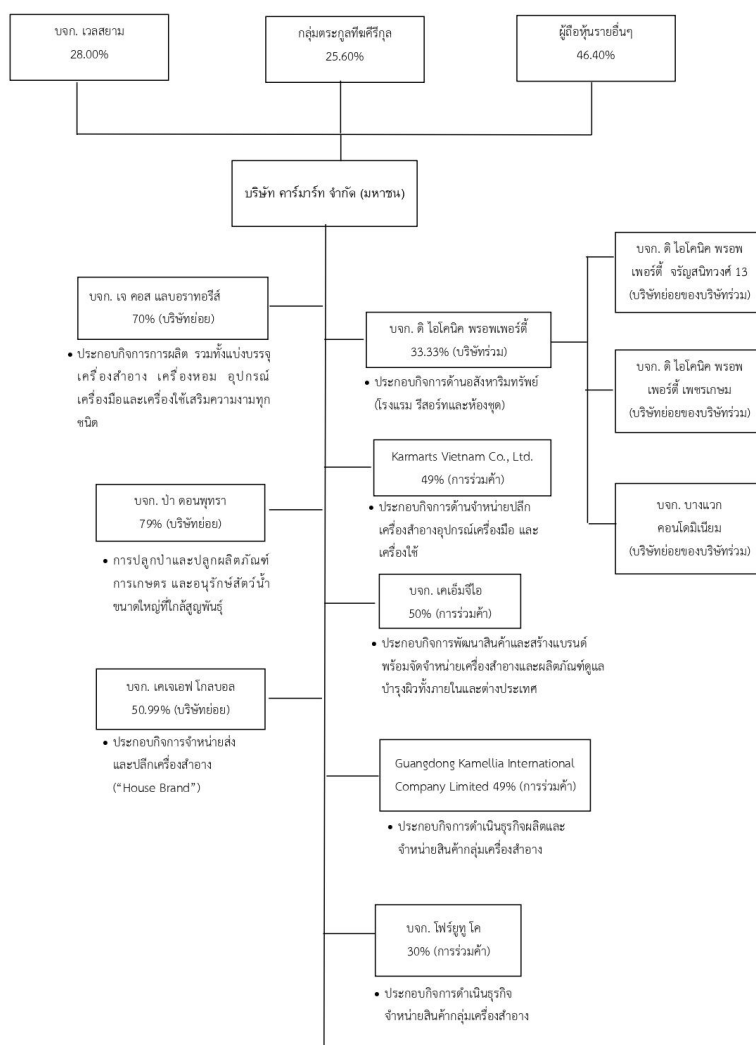 บจก. เวลสยาม
28.00%
กลุ่มตระกูลทีฆคีรีกุล
25.60%
ผู้ถือหุ้นรายอื่นๆ
46.40%
บริษัท คาร์มาร์ท จำกัด (มหาชน)
บจก. เจ คอส แลบอราทอรีส์
70% (บริษัทย่อย)
• ประกอบกิจการการผลิต รวมทั้งแบ่งบรรจุ
เครื่องสำอาง เครื่องหอม อุปกรณ์
เครื่องมือและเครื่องใช้เสริมความงามทุก
ชนิด
บจก. ดิ ไอโคนิค พรอพเพอร์ตี้
33.33% (บริษัทร่วม)
• ประกอบกิจการด้านอสังหาริมทรัพย์
(โรงแรม รีสอร์ทและห้องชุด)
บจก. ดิ ไอโคนิค พรอพ
เพอร์ตี้ จรัญสนิทวงศ์ 13
(บริษัทย่อยของบริษัทร่วม)
บจก. ดิ ไอโคนิค พรอพ
เพอร์ตี้ เพชรเกษม
(บริษัทย่อยของบริษัทร่วม)
บจก. บางแวก
คอนโดมิเนียม
(บริษัทย่อยของบริษัทร่วม)
Karmarts Vietnam Co., Ltd.
49% (การร่วมค้า)
• ประกอบกิจการด้านจำหน่ายปลีก
เครื่องสำอางอุปกรณ์เครื่องมือ และ
เครื่องใช้
บจก. ป่า ดอนพุทรา
79% (บริษัทย่อย)
• การปลูกป่าและปลูกผลิตภัณฑ์
การเกษตร และอนุรักษ์สัตว์น้ำ
ขนาดใหญ่ที่ใกล้สูญพันธุ์
บจก. เคเอ็มจีไอ
50% (การร่วมค้า)
• ประกอบกิจการพัฒนาสินค้าและสร้างแบรนด์
พร้อมจัดจำหน่ายเครื่องสำอางและผลิตภัณฑ์ดูแล
บำรุงผิวทั้งภายในและต่างประเทศ
บจก. เคเจเอฟ โกลบอล
50.99% (บริษัทย่อย)
• ประกอบกิจการจำหน่ายส่ง
และปลีกเครื่องสำอาง
(“House Brand”)
Guangdong Kamellia International
Company Limited 49% (การร่วมค้า)
• ประกอบกิจการดำเนินธุรกิจผลิตและ
จำหน่ายสินค้ากลุ่มเครื่องสำอาง
บจก. โฟร์ยูทู โค
30% (การร่วมค้า)
• ประกอบกิจการดำเนินธุรกิจ
จำหน่ายสินค้ากลุ่มเครื่องสำอาง